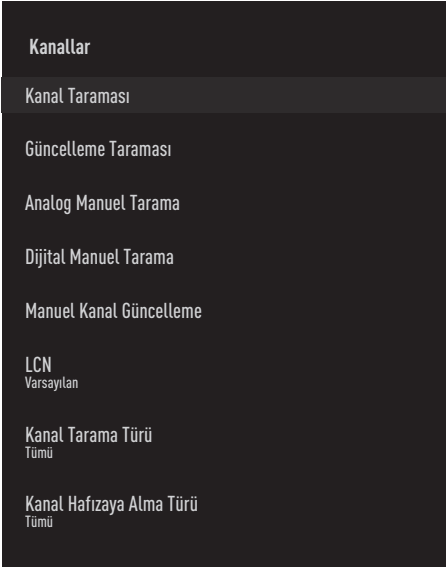 Kanallar
Kanal Taraması
Güncelleme Taraması
Analog Manuel Tarama
Dijital Manuel Tarama
Manuel Kanal Güncelleme
LCN
Varsayılan
Kanal Tarama Türü
Tümü
Kanal Hafızaya Alma Türü
Tümü